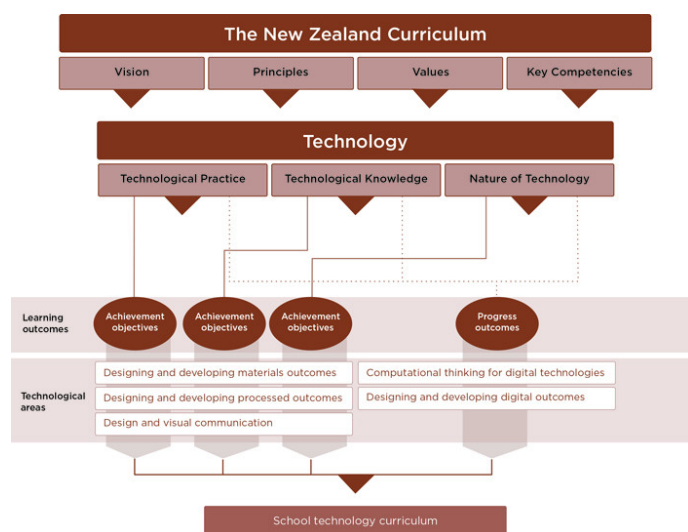 The New Zealand Curriculum
Vision
Principles
Values
Key Competencies
Technology
Technological Practice
Technological Knowledge
Nature of Technology
Learning
outcomes
Achievement
objectives
Achievement
objectives
Achievement
objectives
Progress
outcomes
Technological
areas
Designing and developing materials outcomes
Designing and developing processed outcomes
Design and visual communication
Computational thinking for digital technologies
Designing and developing digital outcomes
School technology curriculum